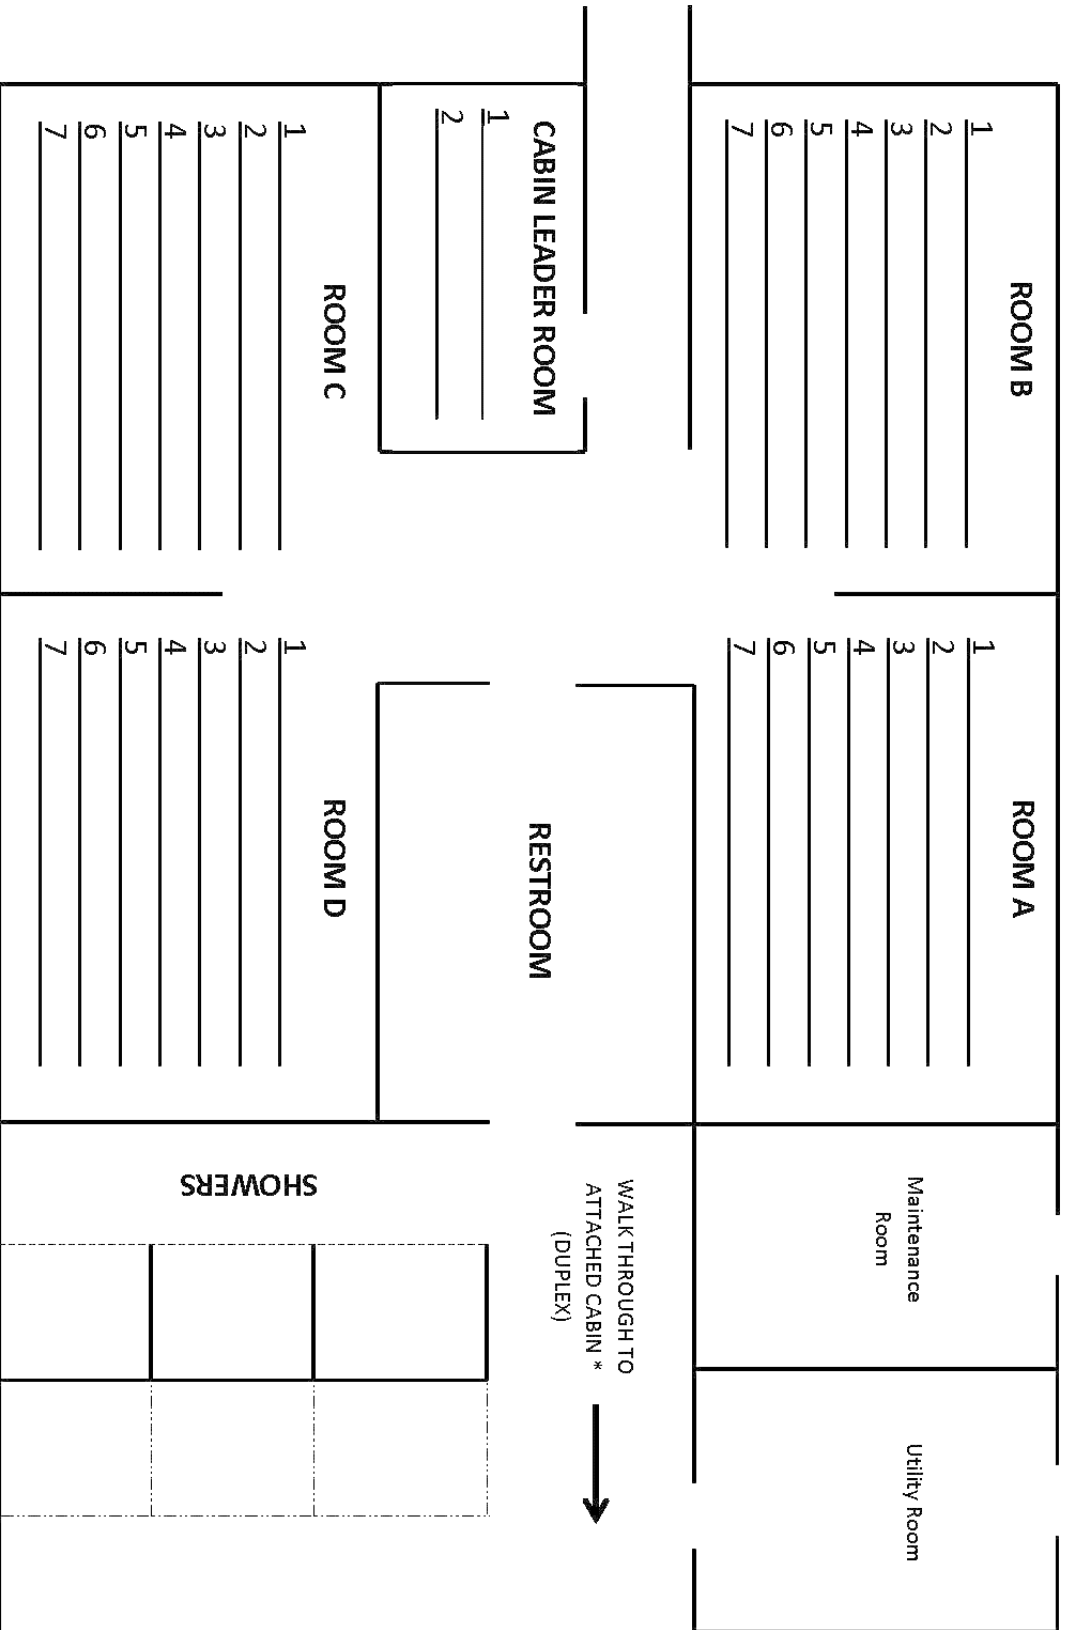 ROOM B
1
2
3
4
5
6
7
ROOM A
1
2
3
4
5
6
7
Maintenance
Room
Utility Room
CABIN LEADER ROOM
1
2
RESTROOM
WALK THROUGH TO
ATTACHED CABIN *
(DUPLEX)
ROOM C
1
2
3
4
5
6
7
ROOM D
1
2
3
4
5
6
7
SHOWERS